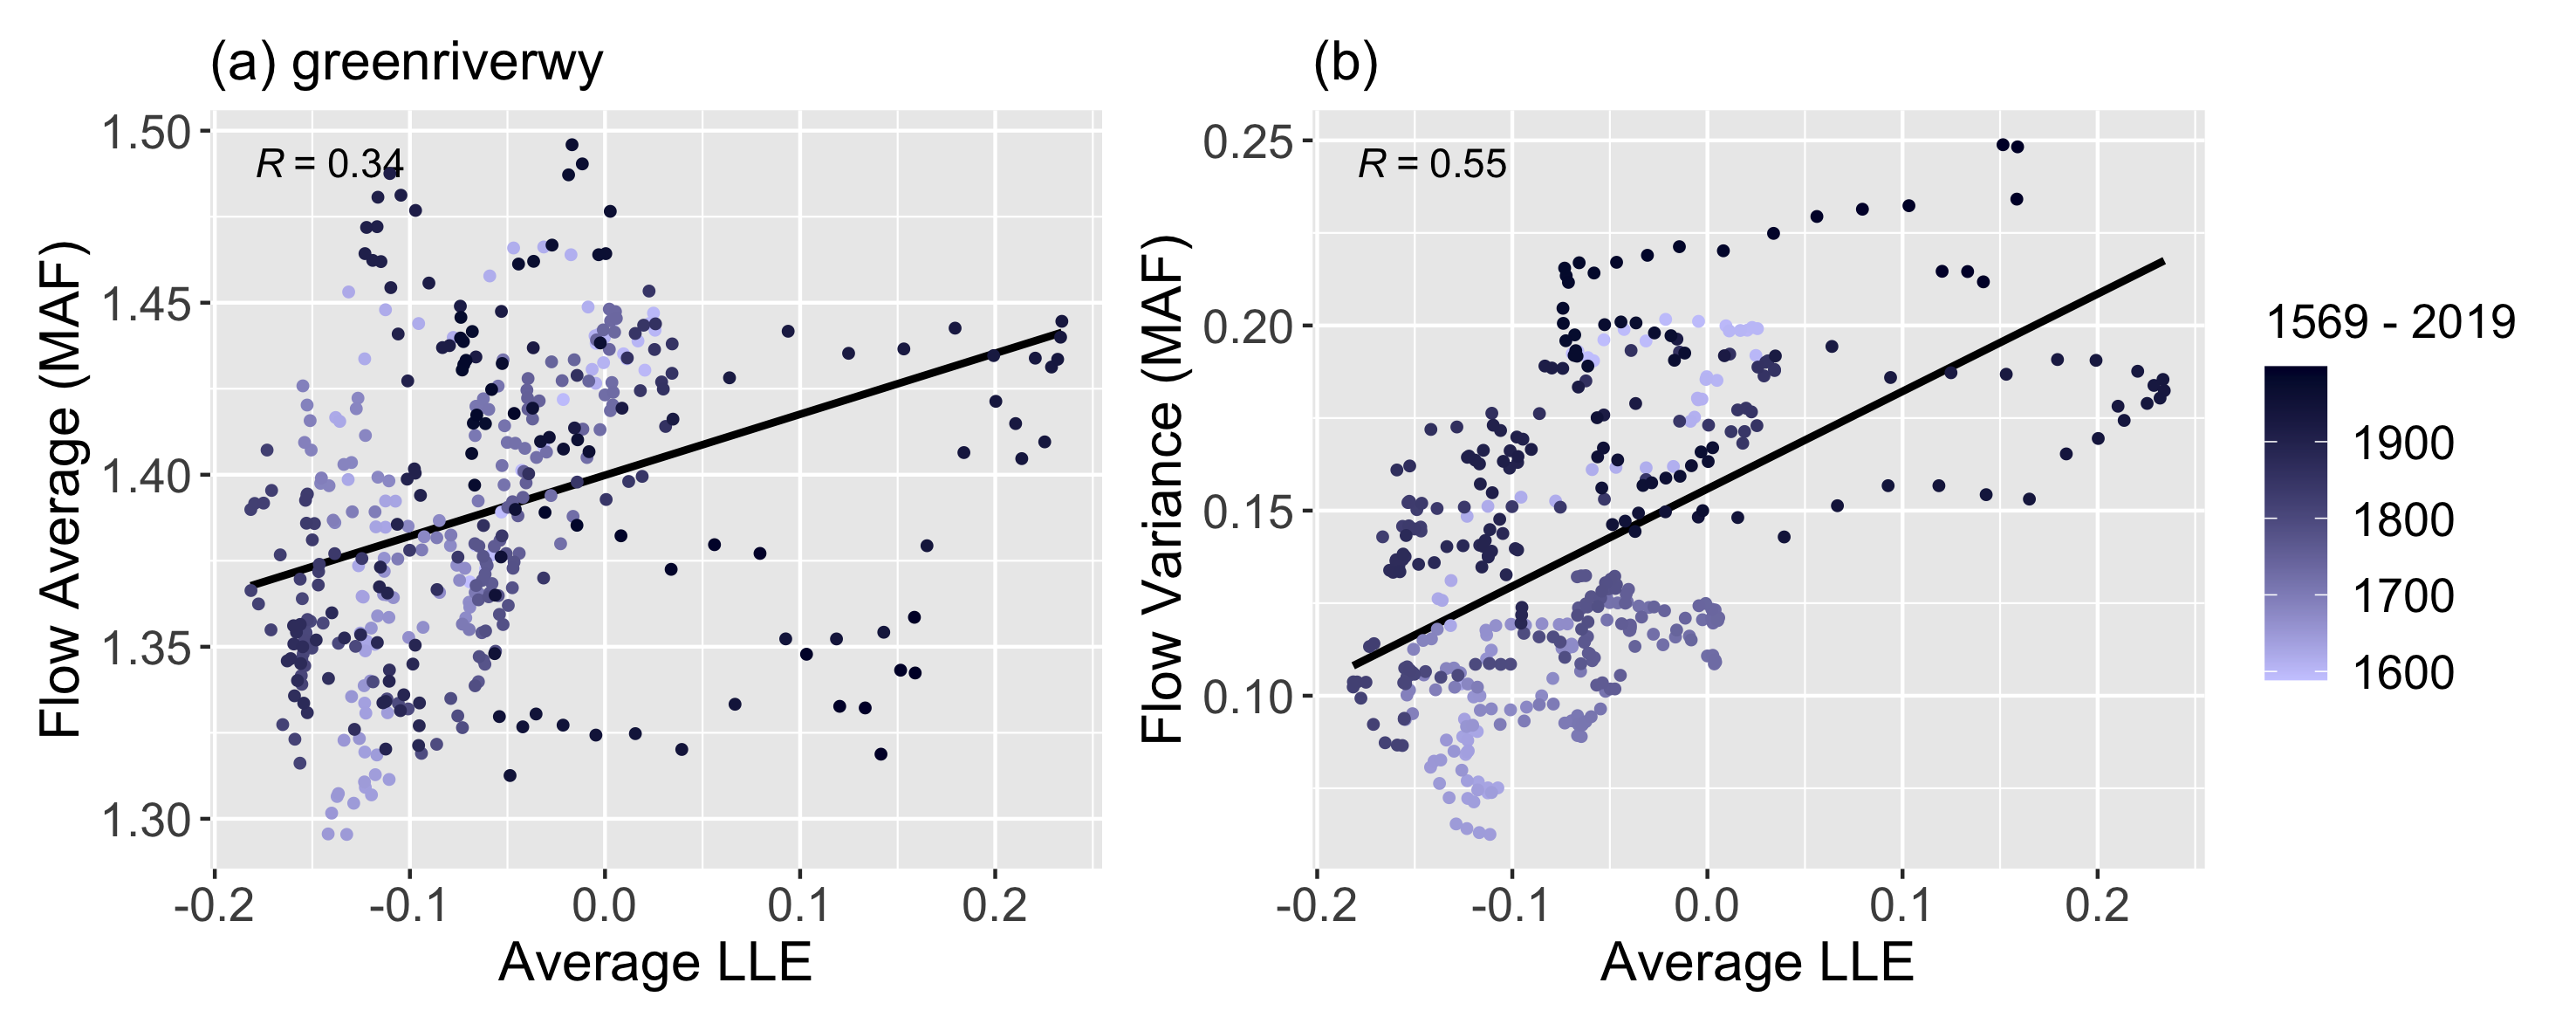 (a) greenriverwy
R = 0.34
1.50
1.45
1.40
1.35
1.30
Flow Average (MAF)
-0.2 -0.1 0.0 0.1 0.2
Average LLE
(b)
R = 0.55
0.25
0.20
0.15
0.10
Flow Variance (MAF)
-0.2 -0.1 0.0 0.1 0.2
Average LLE
1569 - 2019
1900
1800
1700
1600